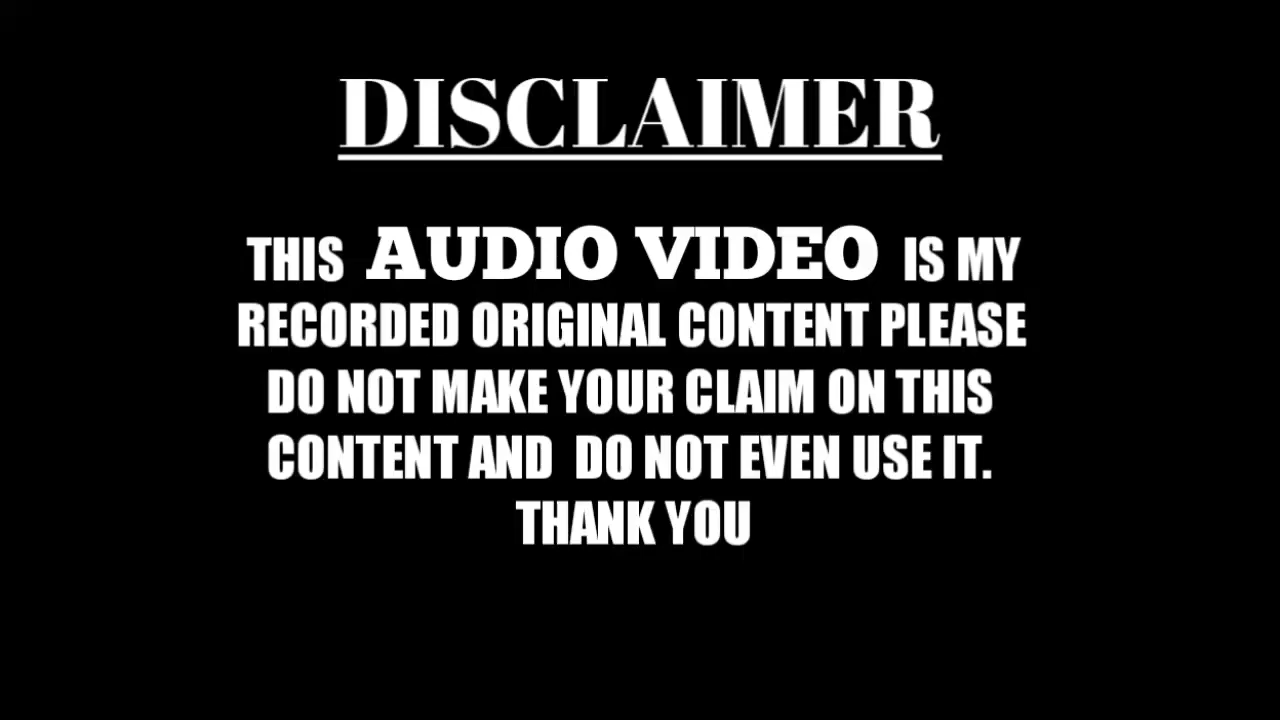 DISCLAIMER
THIS AUDIO VIDEO IS MY
RECORDED ORIGINAL CONTENT PLEASE
DO NOT MAKE YOUR CLAIM ON THIS
CONTENT AND DO NOT EVEN USE IT.
THANK YOU